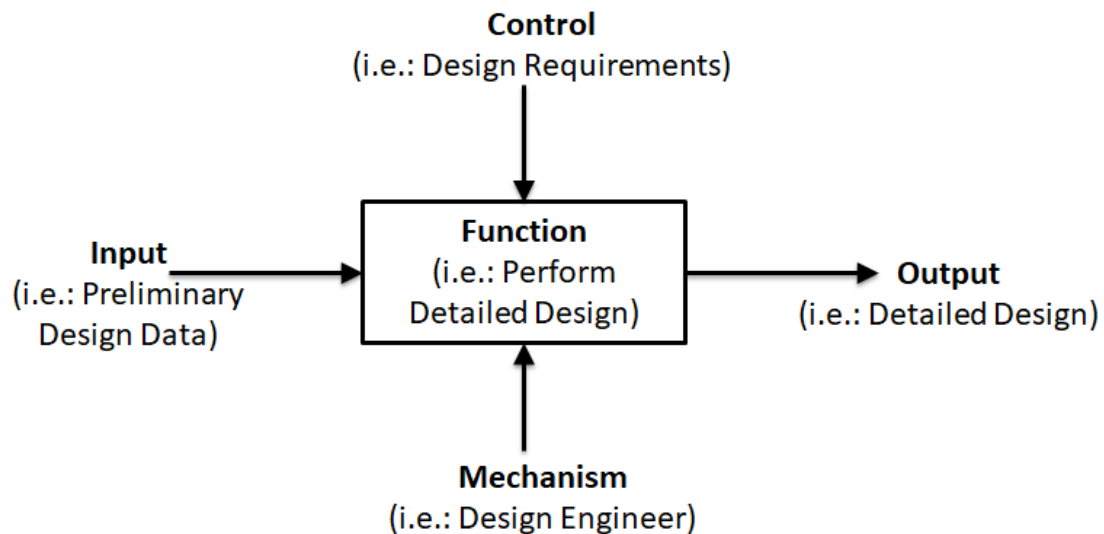 Control
(i.e.: Design Requirements)
Input
(i.e.: Preliminary
Design Data)
Function
(i.e.: Perform
Detailed Design)
Output
(i.e.: Detailed Design)
Mechanism
(i.e.: Design Engineer)